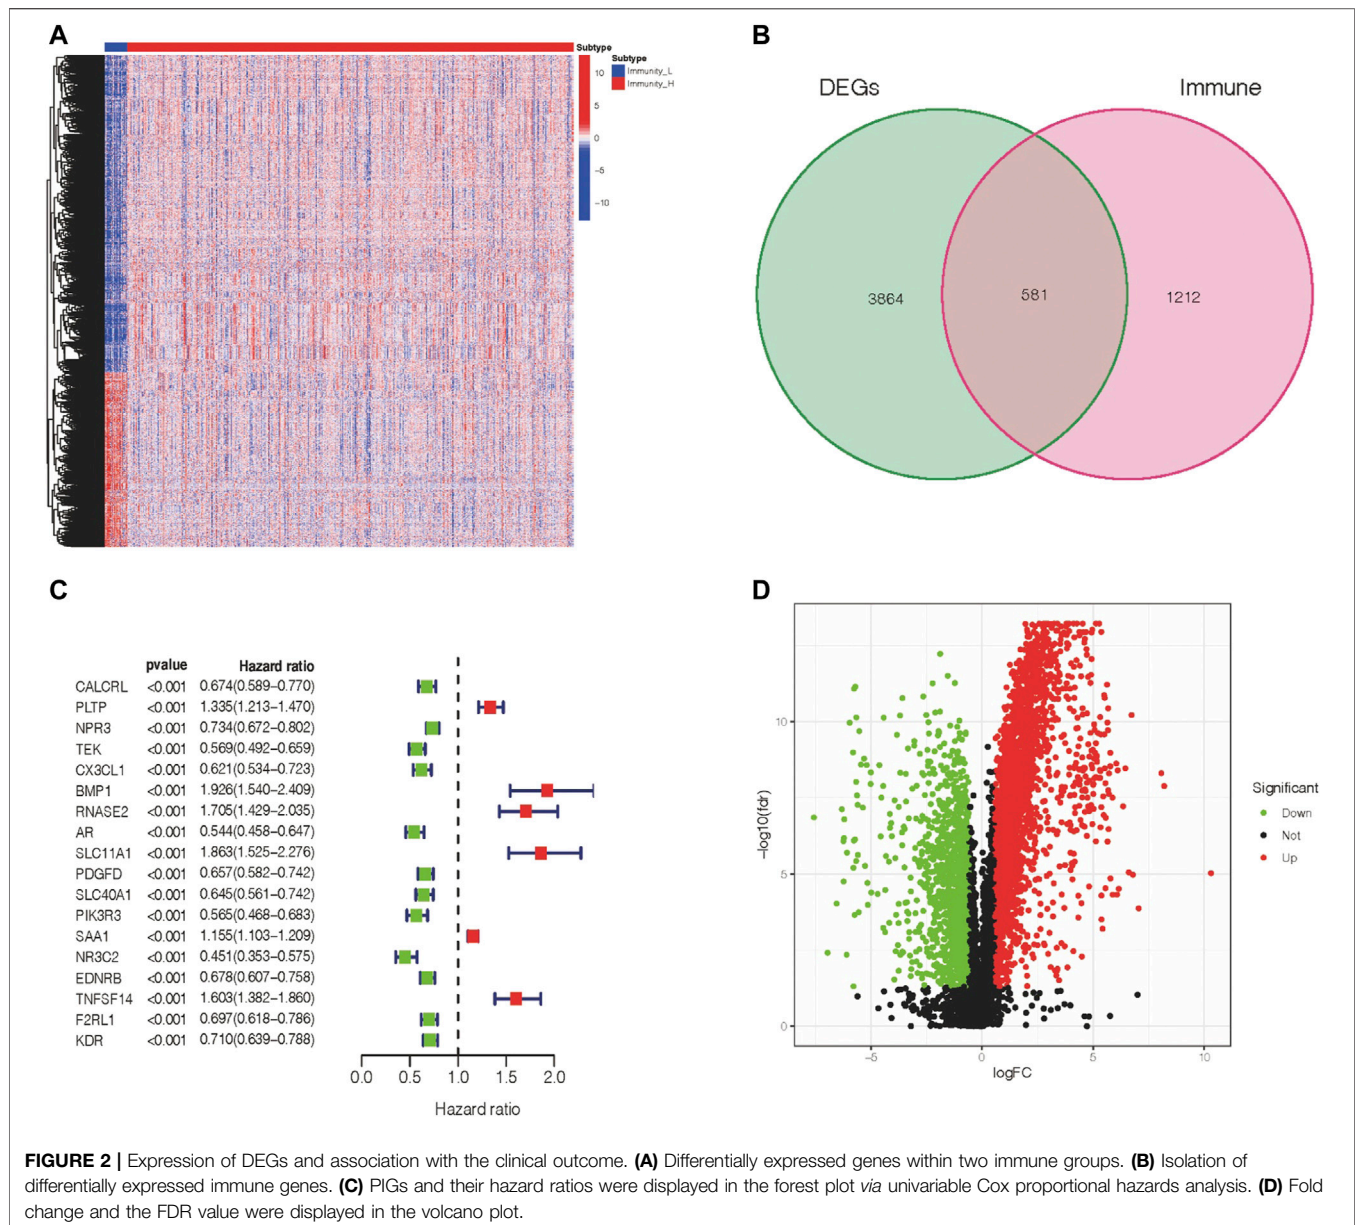 A
Subtype
10
5
0
−5
−10
Subtype
Immunity_L
Immunity_H
B
DEGs
Immune
3864
581
1212
C
pvalue Hazard ratio
CALCRL <0.001 0.674(0.589−0.770)
PLTP <0.001 1.335(1.213−1.470)
NPR3 <0.001 0.734(0.672−0.802)
TEK <0.001 0.569(0.492−0.659)
CX3CL1 <0.001 0.621(0.534−0.723)
BMP1 <0.001 1.926(1.540−2.409)
RNASE2 <0.001 1.705(1.429−2.035)
AR <0.001 0.544(0.458−0.647)
SLC11A1 <0.001 1.863(1.525−2.276)
PDGFD <0.001 0.657(0.582−0.742)
SLC40A1 <0.001 0.645(0.561−0.742)
PIK3R3 <0.001 0.565(0.468−0.683)
SAA1 <0.001 1.155(1.103−1.209)
NR3C2 <0.001 0.451(0.353−0.575)
EDNRB <0.001 0.678(0.607−0.758)
TNFSF14 <0.001 1.603(1.382−1.860)
F2RL1 <0.001 0.697(0.618−0.786)
KDR <0.001 0.710(0.639−0.788)
0.0 0.5 1.0 1.5 2.0
Hazard ratio
D
10
5
0
−log10(fdr)
−5 0 5 10
logFC
Significant
Down
Not
Up
FIGURE 2 | Expression of DEGs and association with the clinical outcome. (A) Differentially expressed genes within two immune groups. (B) Isolation of
differentially expressed immune genes. (C) PIGs and their hazard ratios were displayed in the forest plot via univariable Cox proportional hazards analysis. (D) Fold
change and the FDR value were displayed in the volcano plot.